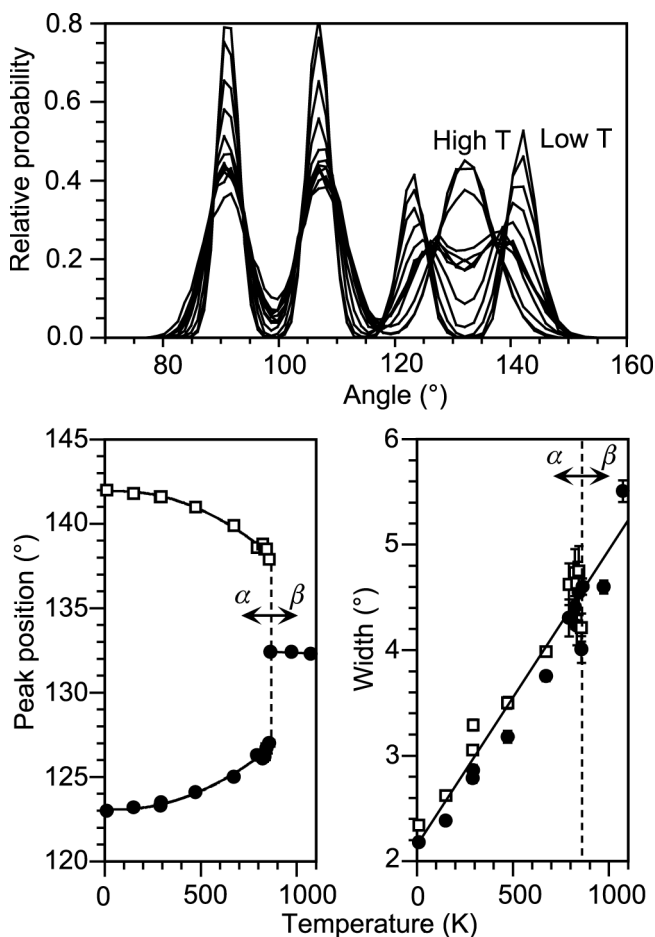 Relative probability
0.8
0.6
0.4
0.2
0.0
High T
Low T
80
100
120
140
160
Angle (°)
Peak position (°)
145
140
135
130
125
120
α
β
0
500
1000
Width (°)
6
5
4
3
2
α
β
0
500
1000
Temperature (K)